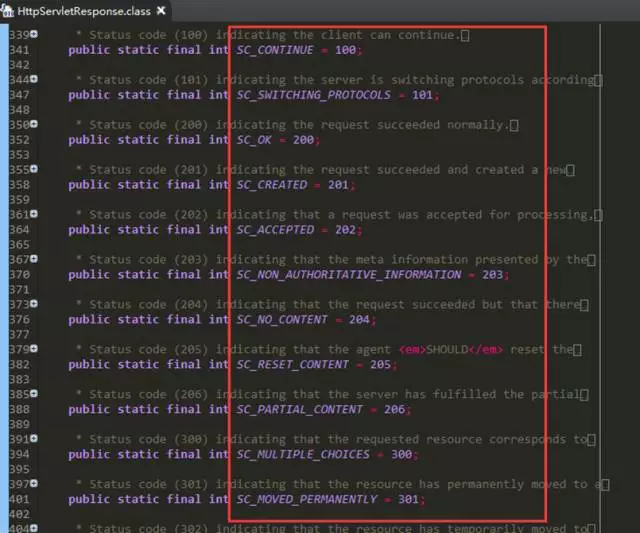 HttpServletResponse.class
339 * Status code (100) indicating the client can continue.
341 public static final int SC_CONTINUE = 100;
342
344 * Status code (101) indicating the server is switching protocols according
347 public static final int SC_SWITCHING_PROTOCOLS = 101;
348
350 * Status code (200) indicating the request succeeded normally.
352 public static final int SC_OK = 200;
353
355 * Status code (201) indicating the request succeeded and created a new
358 public static final int SC_CREATED = 201;
359
361 * Status code (202) indicating that a request was accepted for processing,
364 public static final int SC_ACCEPTED = 202;
365
367 * Status code (203) indicating that the meta information presented by the
370 public static final int SC_NON_AUTHORITATIVE_INFORMATION = 203;
371
373 * Status code (204) indicating that the request succeeded but that there
376 public static final int SC_NO_CONTENT = 204;
377
379 * Status code (205) indicating that the agent <em>SHOULD</em> reset the
382 public static final int SC_RESET_CONTENT = 205;
383
385 * Status code (206) indicating that the server has fulfilled the partial
388 public static final int SC_PARTIAL_CONTENT = 206;
389
391 * Status code (300) indicating that the requested resource corresponds to
394 public static final int SC_MULTIPLE_CHOICES = 300;
395
397 * Status code (301) indicating that the resource has permanently moved to a
401 public static final int SC_MOVED_PERMANENTLY = 301;
402
404 * Status code (302) indicating that the resource has temporarily moved to